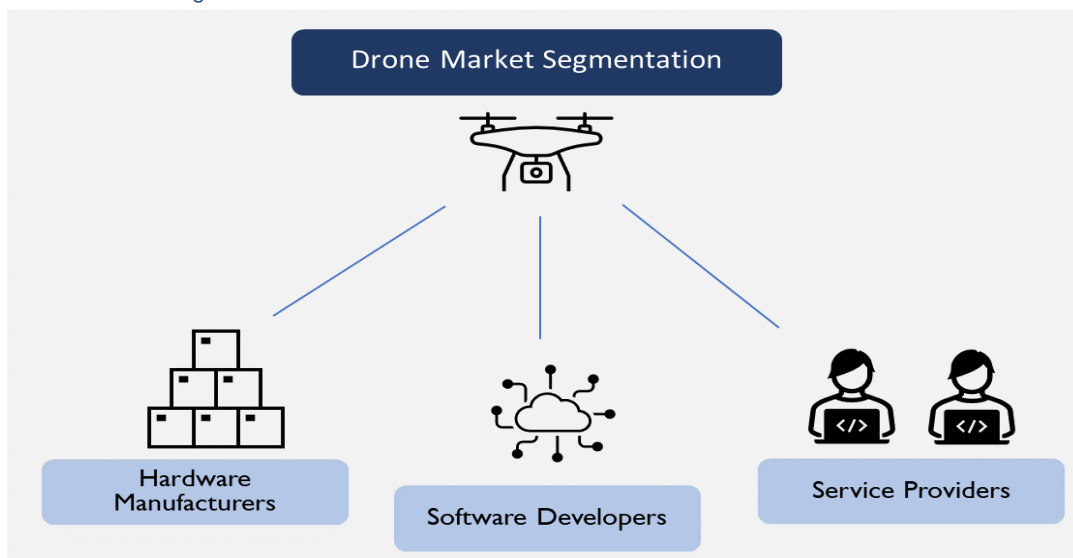 Drone Market Segmentation
Hardware
Manufacturers
Software Developers
Service Providers
</>
</>